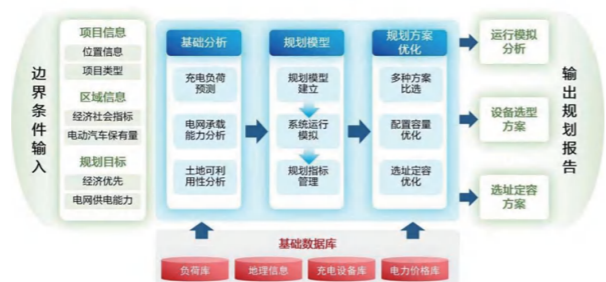 边界条件输入
项目信息
位置信息
项目类型
区域信息
经济社会指标
电动汽车保有量
规划目标
经济优先
电网供电能力
基础分析
充电负荷
预测
电网承载
能力分析
土地可利
用性分析
规划模型
规划模型
建立
系统运行
模拟
规划指标
管理
规划方案
优化
多种方案
比选
配置容量
优化
选址定容
优化
运行模拟
分析
设备选型
方案
选址定容
方案
输出规划报告
基础数据库
负荷库
地理信息
充电设备库
电力价格库